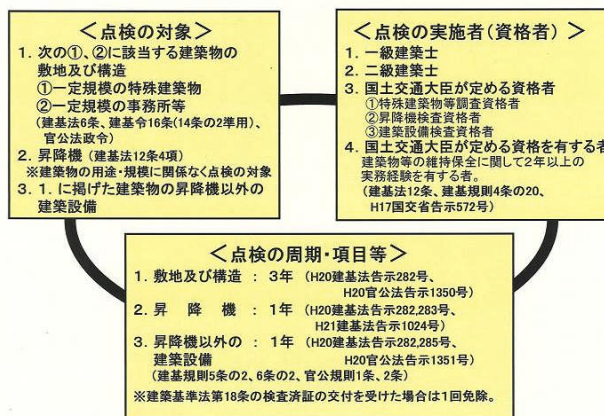 ＜点検の対象＞
1. 次の①、②に該当する建築物の
敷地及び構造
①一定規模の特殊建築物
②一定規模の事務所等
(建基法6条、建基令16条(14条の2準用)、
官公法政令)
2. 昇降機 (建基法12条4項)
※建築物の用途・規模に関係なく点検の対象
3. 1. に掲げた建築物の昇降機以外の
建築設備
＜点検の実施者(資格者)＞
1. 一級建築士
2. 二級建築士
3. 国土交通大臣が定める資格者
①特殊建築物等調査資格者
②昇降機検査資格者
③建築設備検査資格者
4. 国土交通大臣が定める資格を有する者
建築物等の維持保全に関して2年以上の
実務経験を有する者。
(建基法12条、建基規則4条の20、
H17国交省告示572号)
＜点検の周期・項目等＞
1. 敷地及び構造 : 3年 (H20建基法告示282号、
H20官公法告示1350号)
2. 昇降機 : 1年 (H20建基法告示282,283号、
H21建基法告示1024号)
3. 昇降機以外の : 1年 (H20建基法告示282,285号、
建築設備 H20官公法告示1351号)
(建基規則5条の2、6条の2、官公規則1条、2条)
※建築基準法第18条の検査済証の交付を受けた場合は1回免除。